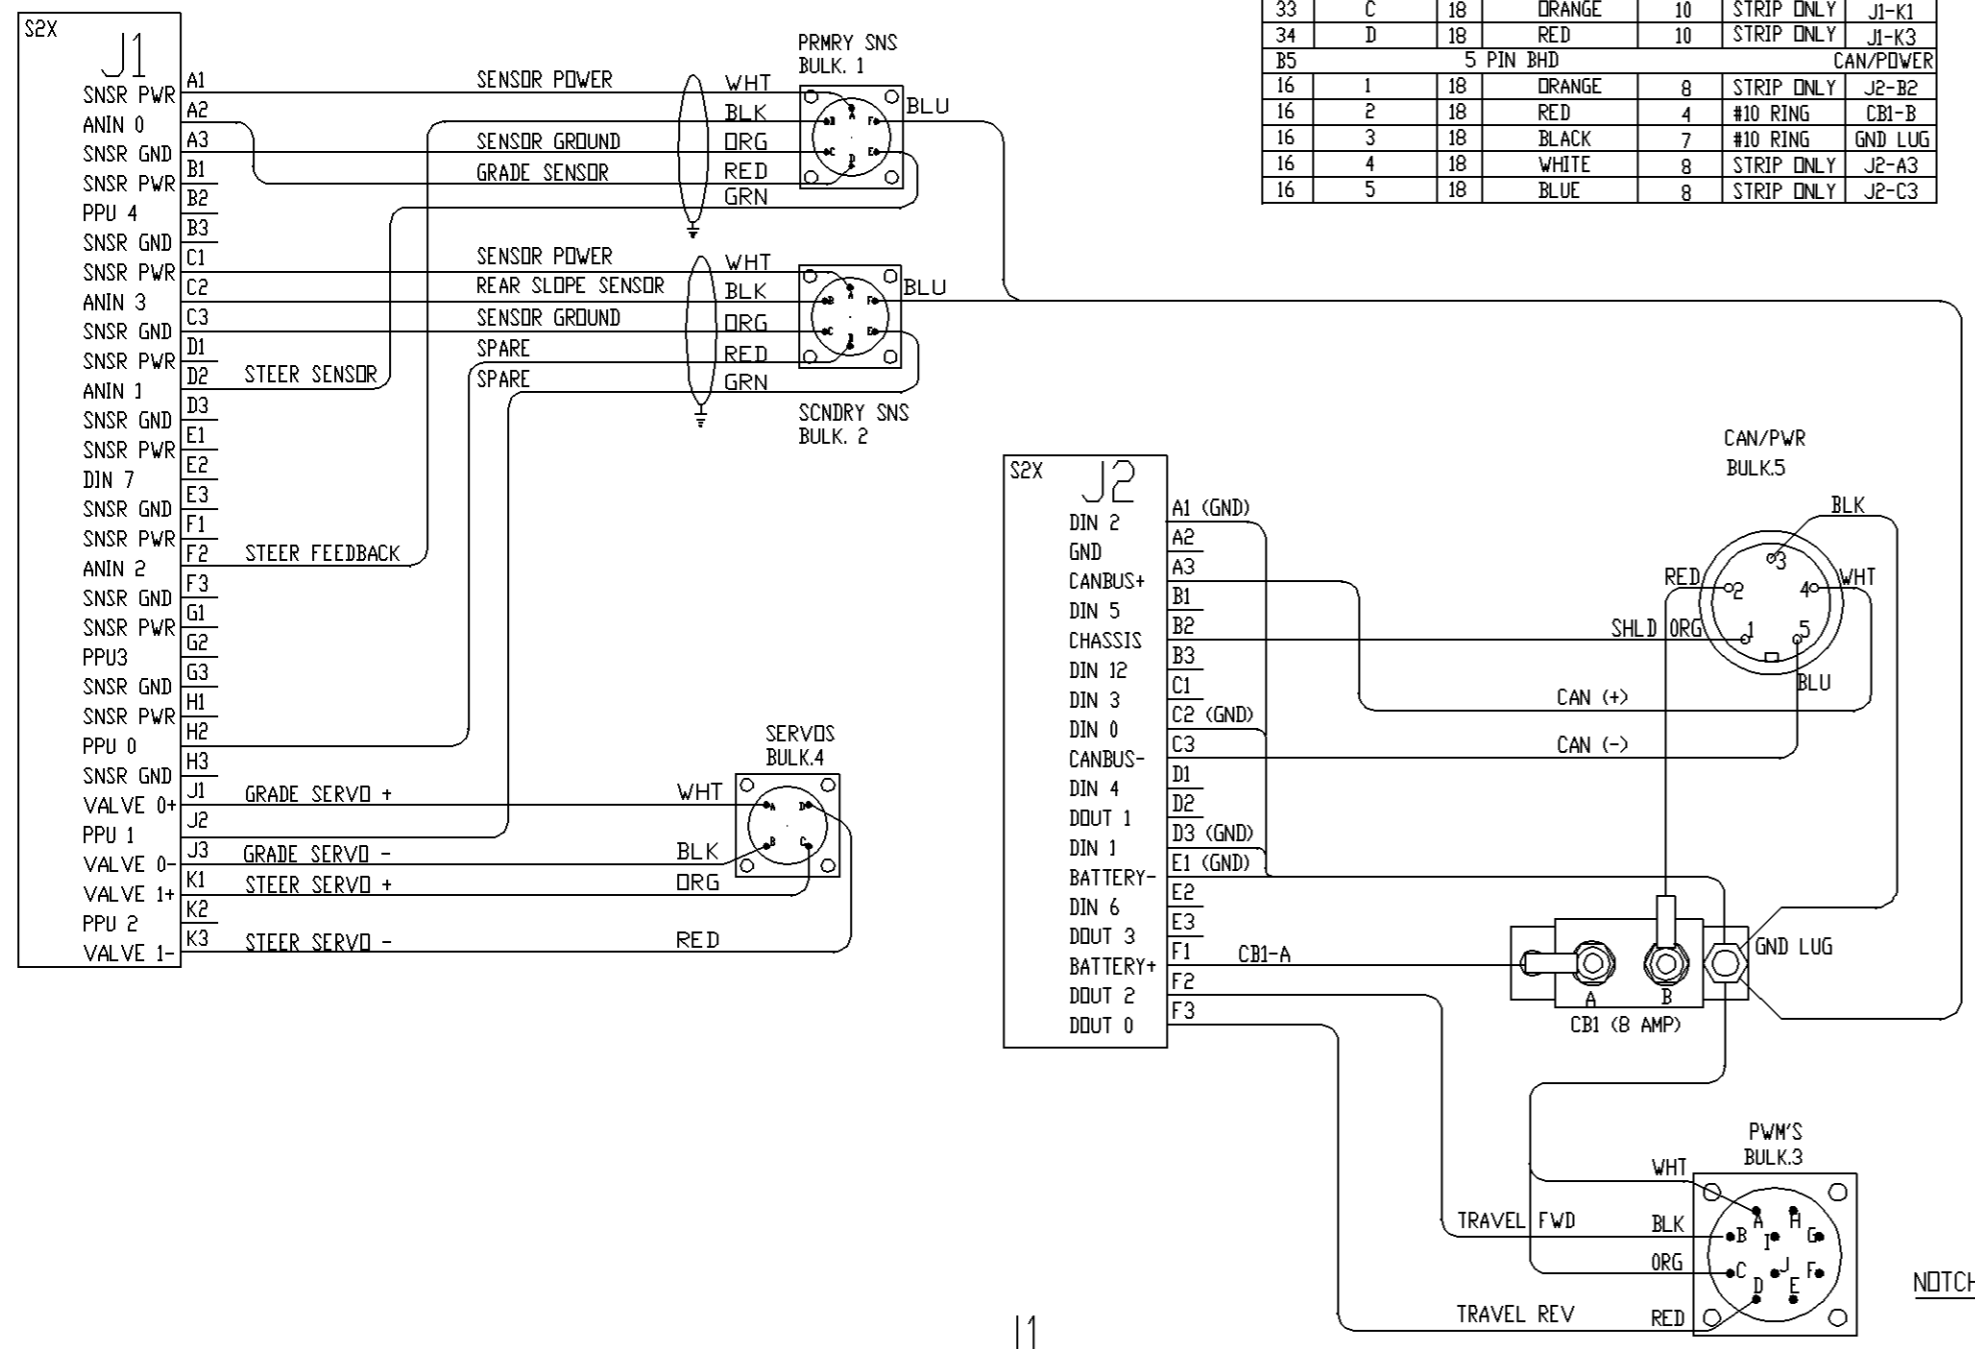 S2X
J1
SNSR PWR A1
ANIN 0 A2
SNSR GND A3
SNSR PWR B1
PPU 4 B2
SNSR GND B3
SNSR PWR C1
ANIN 3 C2
SNSR GND C3
SNSR PWR D1
ANIN 1 D2
SNSR GND D3
SNSR PWR E1
DIN 7 E2
SNSR GND E3
SNSR PWR F1
ANIN 2 F2
SNSR GND F3
SNSR PWR G1
PPU3 G2
SNSR GND G3
SNSR PWR H1
PPU 0 H2
SNSR GND H3
VALVE 0+ J1
PPU 1 J2
VALVE 0- J3
VALVE 1+ K1
PPU 2 K2
VALVE 1- K3
STEER SENSOR
STEER FEEDBACK
GRADE SERVO +
GRADE SERVO -
STEER SERVO +
STEER SERVO -
SENSOR POWER
SENSOR GROUND
GRADE SENSOR
WHT
BLK
ORG
RED
GRN
PRMRY SNS
BULK. 1
A
B
C
D
E
F
BLU
SENSOR POWER
REAR SLOPE SENSOR
SENSOR GROUND
SPARE
SPARE
WHT
BLK
ORG
RED
GRN
A
B
C
D
E
F
BLU
SCNDRY SNS
BULK. 2
SERVOS
BULK.4
WHT
BLK
ORG
RED
A
B
C
D
33 C 18 ORANGE 10 STRIP ONLY J1-K1
34 D 18 RED 10 STRIP ONLY J1-K3
B5 5 PIN BHD CAN/POWER
16 1 18 ORANGE 8 STRIP ONLY J2-B2
16 2 18 RED 4 #10 RING CB1-B
16 3 18 BLACK 7 #10 RING GND LUG
16 4 18 WHITE 8 STRIP ONLY J2-A3
16 5 18 BLUE 8 STRIP ONLY J2-C3
S2X
J2
DIN 2 A1 (GND)
GND A2
CANBUS+ A3
DIN 5 B1
CHASSIS B2
DIN 12 B3
DIN 3 C1
DIN 0 C2 (GND)
CANBUS- C3
DIN 4 D1
DOUT 1 D2
DIN 1 D3 (GND)
BATTERY- E1 (GND)
DIN 6 E2
DOUT 3 E3
BATTERY+ F1
DOUT 2 F2
DOUT 0 F3
CB1-A
CAN/PWR
BULK.5
BLK
RED
WHT
SHLD ORG
BLU
3
2
4
1
5
CAN (+)
CAN (-)
GND LUG
A
B
CB1 (8 AMP)
PWM'S
BULK.3
WHT
TRAVEL FWD BLK
ORG
TRAVEL REV RED
A
H
B
I
G
C
J
F
D
E
NOTCH
J1